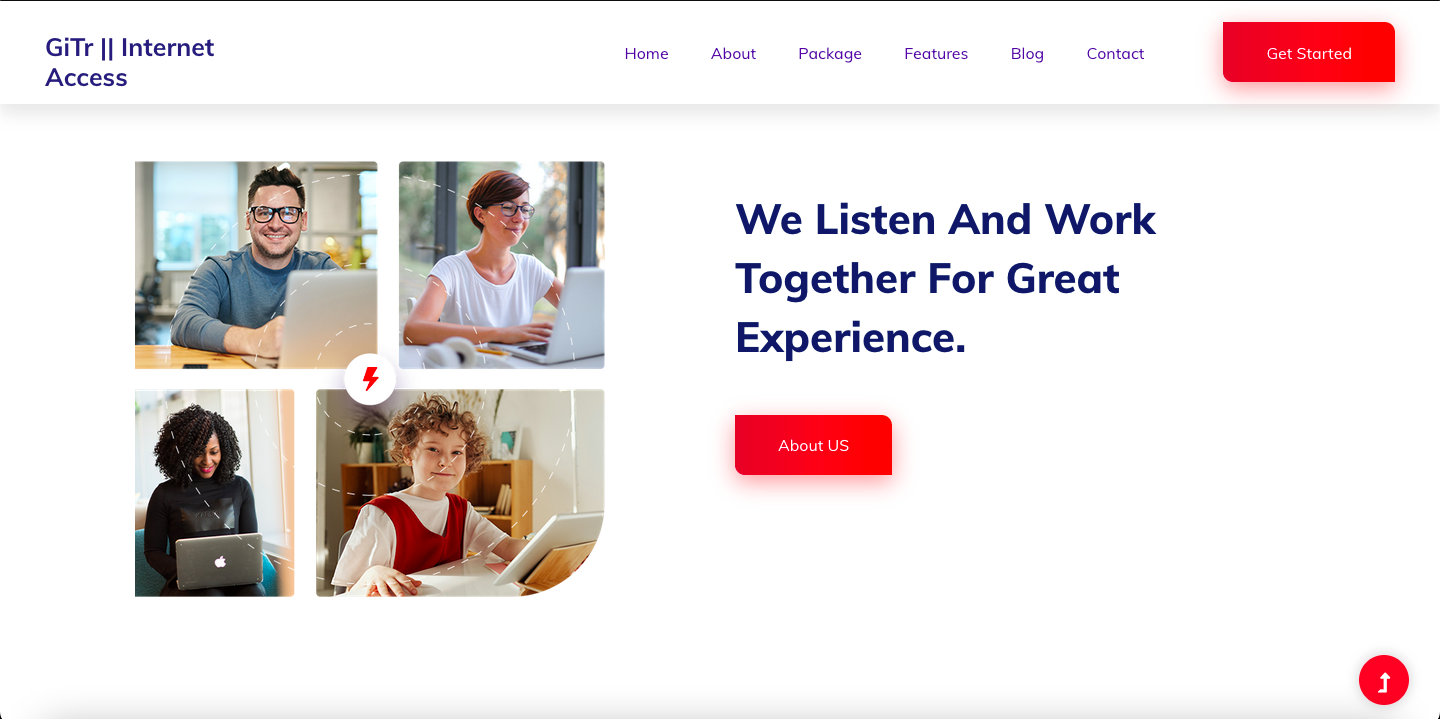 GiTr || Internet
Access
Home
About
Package
Features
Blog
Contact
Get Started
We Listen And Work
Together For Great
Experience.
About US